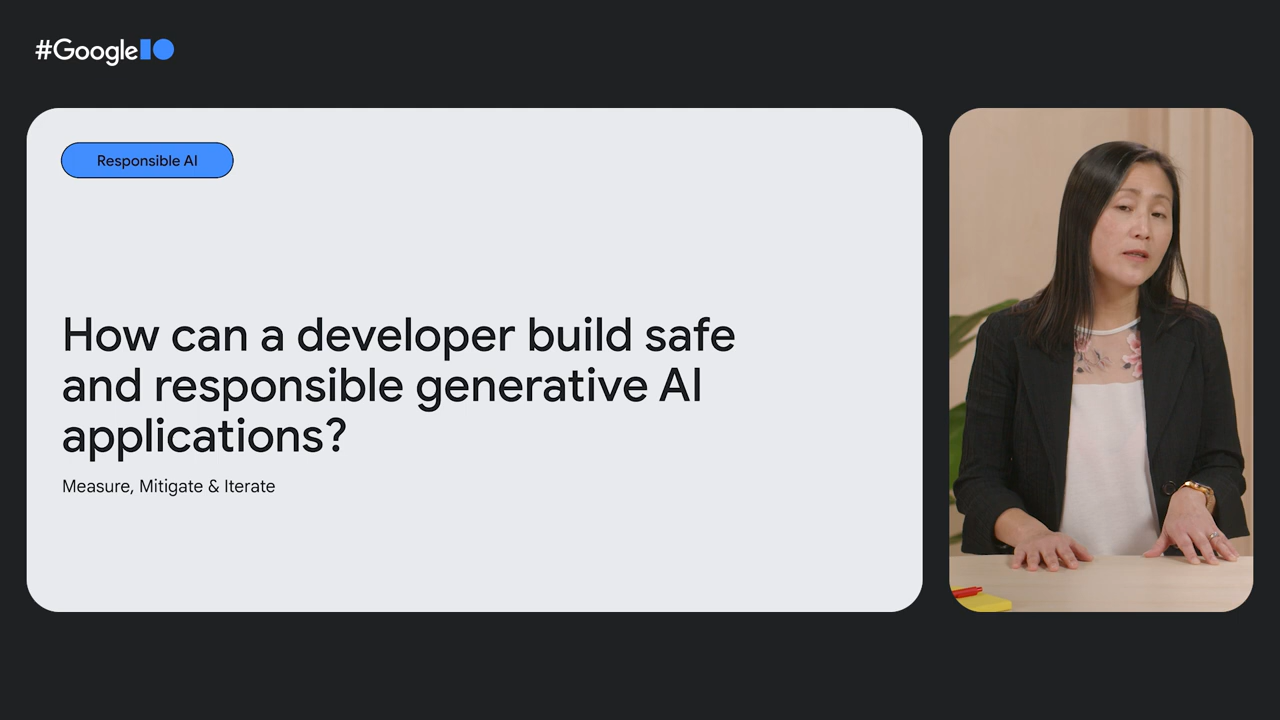 #GoogleIO
Responsible AI
How can a developer build safe
and responsible generative AI
applications?
Measure, Mitigate & Iterate